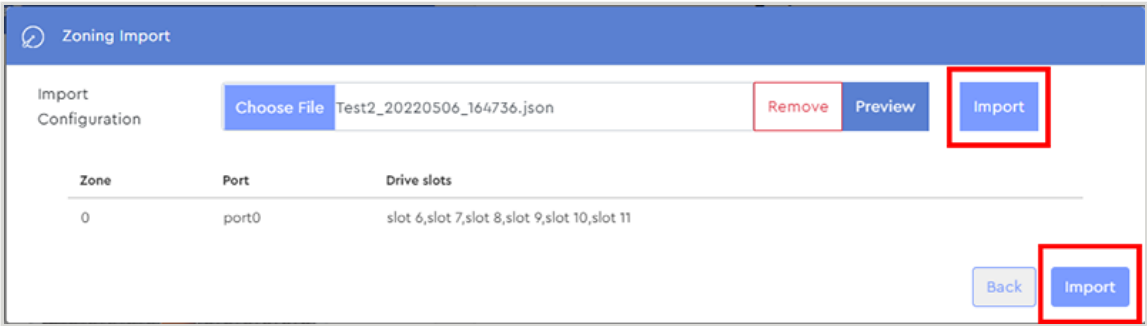 Zoning Import
Import
Configuration
Choose File Test2_20220506_164736.json Remove Preview Import
Zone Port Drive slots
0 port0 slot 6,slot 7,slot 8,slot 9,slot 10,slot 11
Back Import